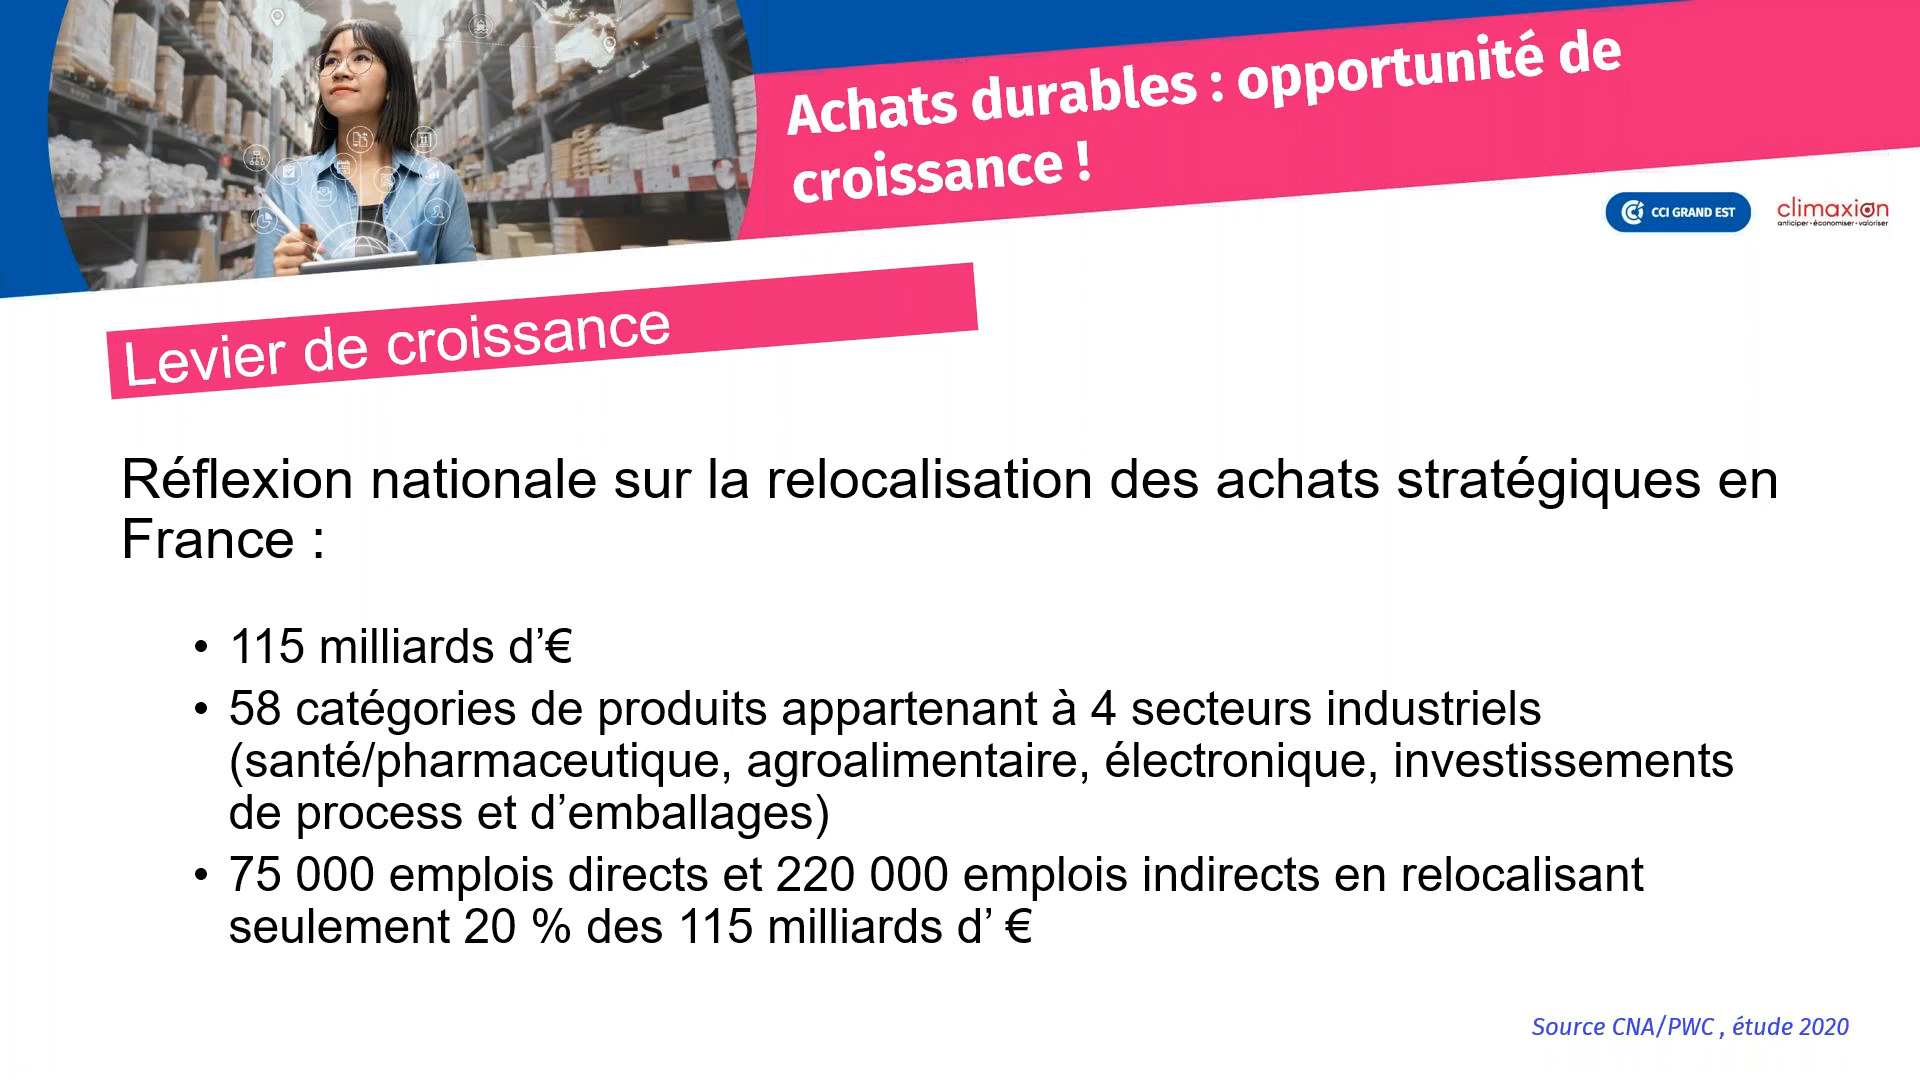 Achats durables : opportunité de
croissance !
CCI GRAND EST
climaxion
anticiper • économiser • valoriser
Levier de croissance
Réflexion nationale sur la relocalisation des achats stratégiques en
France :
• 115 milliards d’€
• 58 catégories de produits appartenant à 4 secteurs industriels
(santé/pharmaceutique, agroalimentaire, électronique, investissements
de process et d’emballages)
• 75 000 emplois directs et 220 000 emplois indirects en relocalisant
seulement 20 % des 115 milliards d’ €
Source CNA/PWC , étude 2020